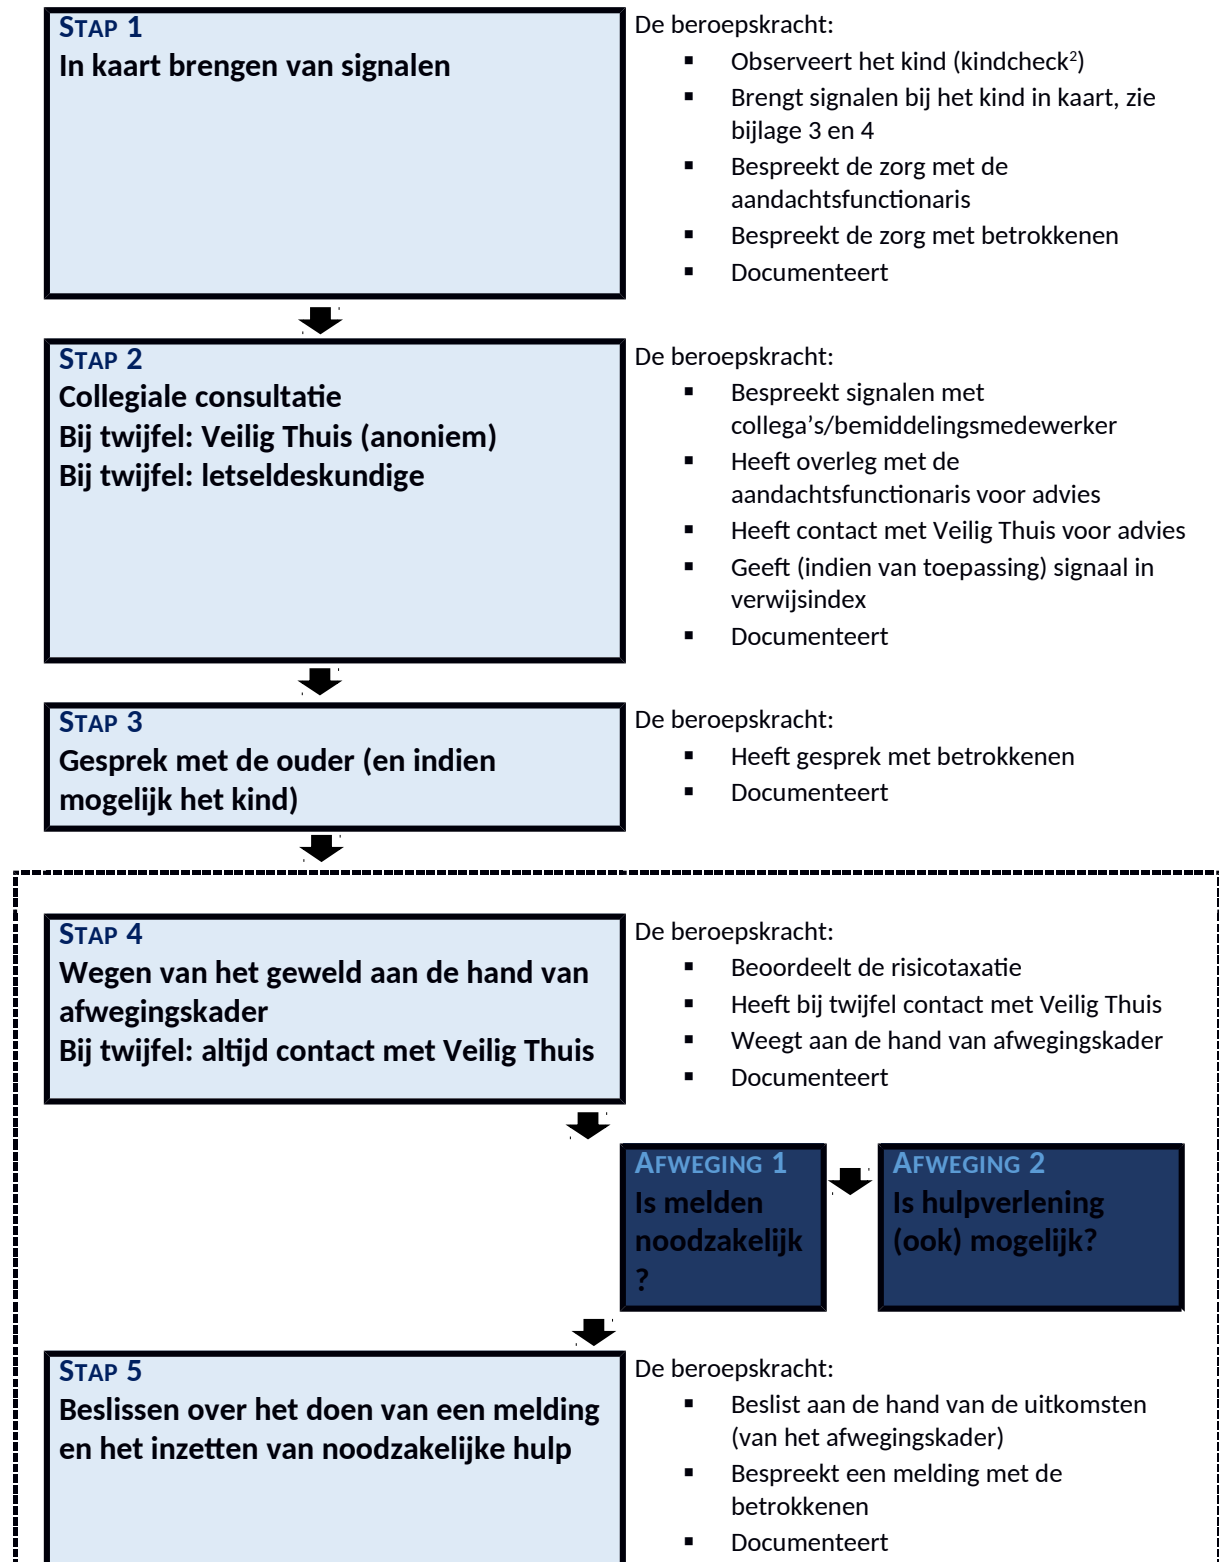 STAP 1
In kaart brengen van signalen
De beroepskracht:
▪ Observeert het kind (kindcheck²)
▪ Brengt signalen bij het kind in kaart, zie
bijlage 3 en 4
▪ Bespreekt de zorg met de
aandachtsfunctionaris
▪ Bespreekt de zorg met betrokkenen
▪ Documenteert
STAP 2
Collegiale consultatie
Bij twijfel: Veilig Thuis (anoniem)
Bij twijfel: letseldeskundige
De beroepskracht:
▪ Bespreekt signalen met
collega’s/bemiddelingsmedewerker
▪ Heeft overleg met de
aandachtsfunctionaris voor advies
▪ Heeft contact met Veilig Thuis voor advies
▪ Geeft (indien van toepassing) signaal in
verwijsindex
▪ Documenteert
STAP 3
Gesprek met de ouder (en indien
mogelijk het kind)
De beroepskracht:
▪ Heeft gesprek met betrokkenen
▪ Documenteert
STAP 4
Wegen van het geweld aan de hand van
afwegingskader
Bij twijfel: altijd contact met Veilig Thuis
De beroepskracht:
▪ Beoordeelt de risicotaxatie
▪ Heeft bij twijfel contact met Veilig Thuis
▪ Weegt aan de hand van afwegingskader
▪ Documenteert
AFWEGING 1
Is melden
noodzakelijk
?
AFWEGING 2
Is hulpverlening
(ook) mogelijk?
STAP 5
Beslissen over het doen van een melding
en het inzetten van noodzakelijke hulp
De beroepskracht:
▪ Beslist aan de hand van de uitkomsten
(van het afwegingskader)
▪ Bespreekt een melding met de
betrokkenen
▪ Documenteert